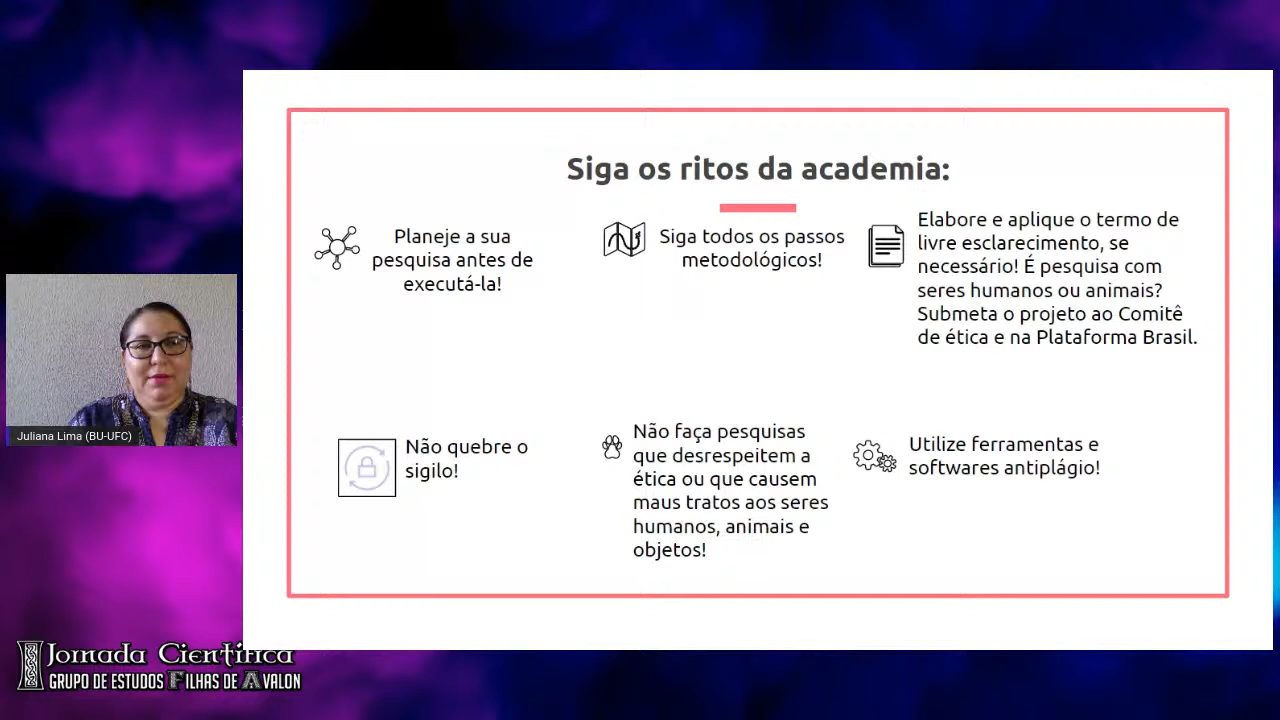 Siga os ritos da academia:
Planeje a sua
pesquisa antes de
executá-la!
Siga todos os passos
metodológicos!
Elabore e aplique o termo de
livre esclarecimento, se
necessário! É pesquisa com
seres humanos ou animais?
Submeta o projeto ao Comitê
de ética e na Plataforma Brasil.
Não quebre o
sigilo!
Não faça pesquisas
que desrespeitem a
ética ou que causem
maus tratos aos seres
humanos, animais e
objetos!
Utilize ferramentas e
softwares antiplágio!
Juliana Lima (BU-UFC)
I Jornada Científica
GRUPO DE ESTUDOS FILHAS DE AVALON